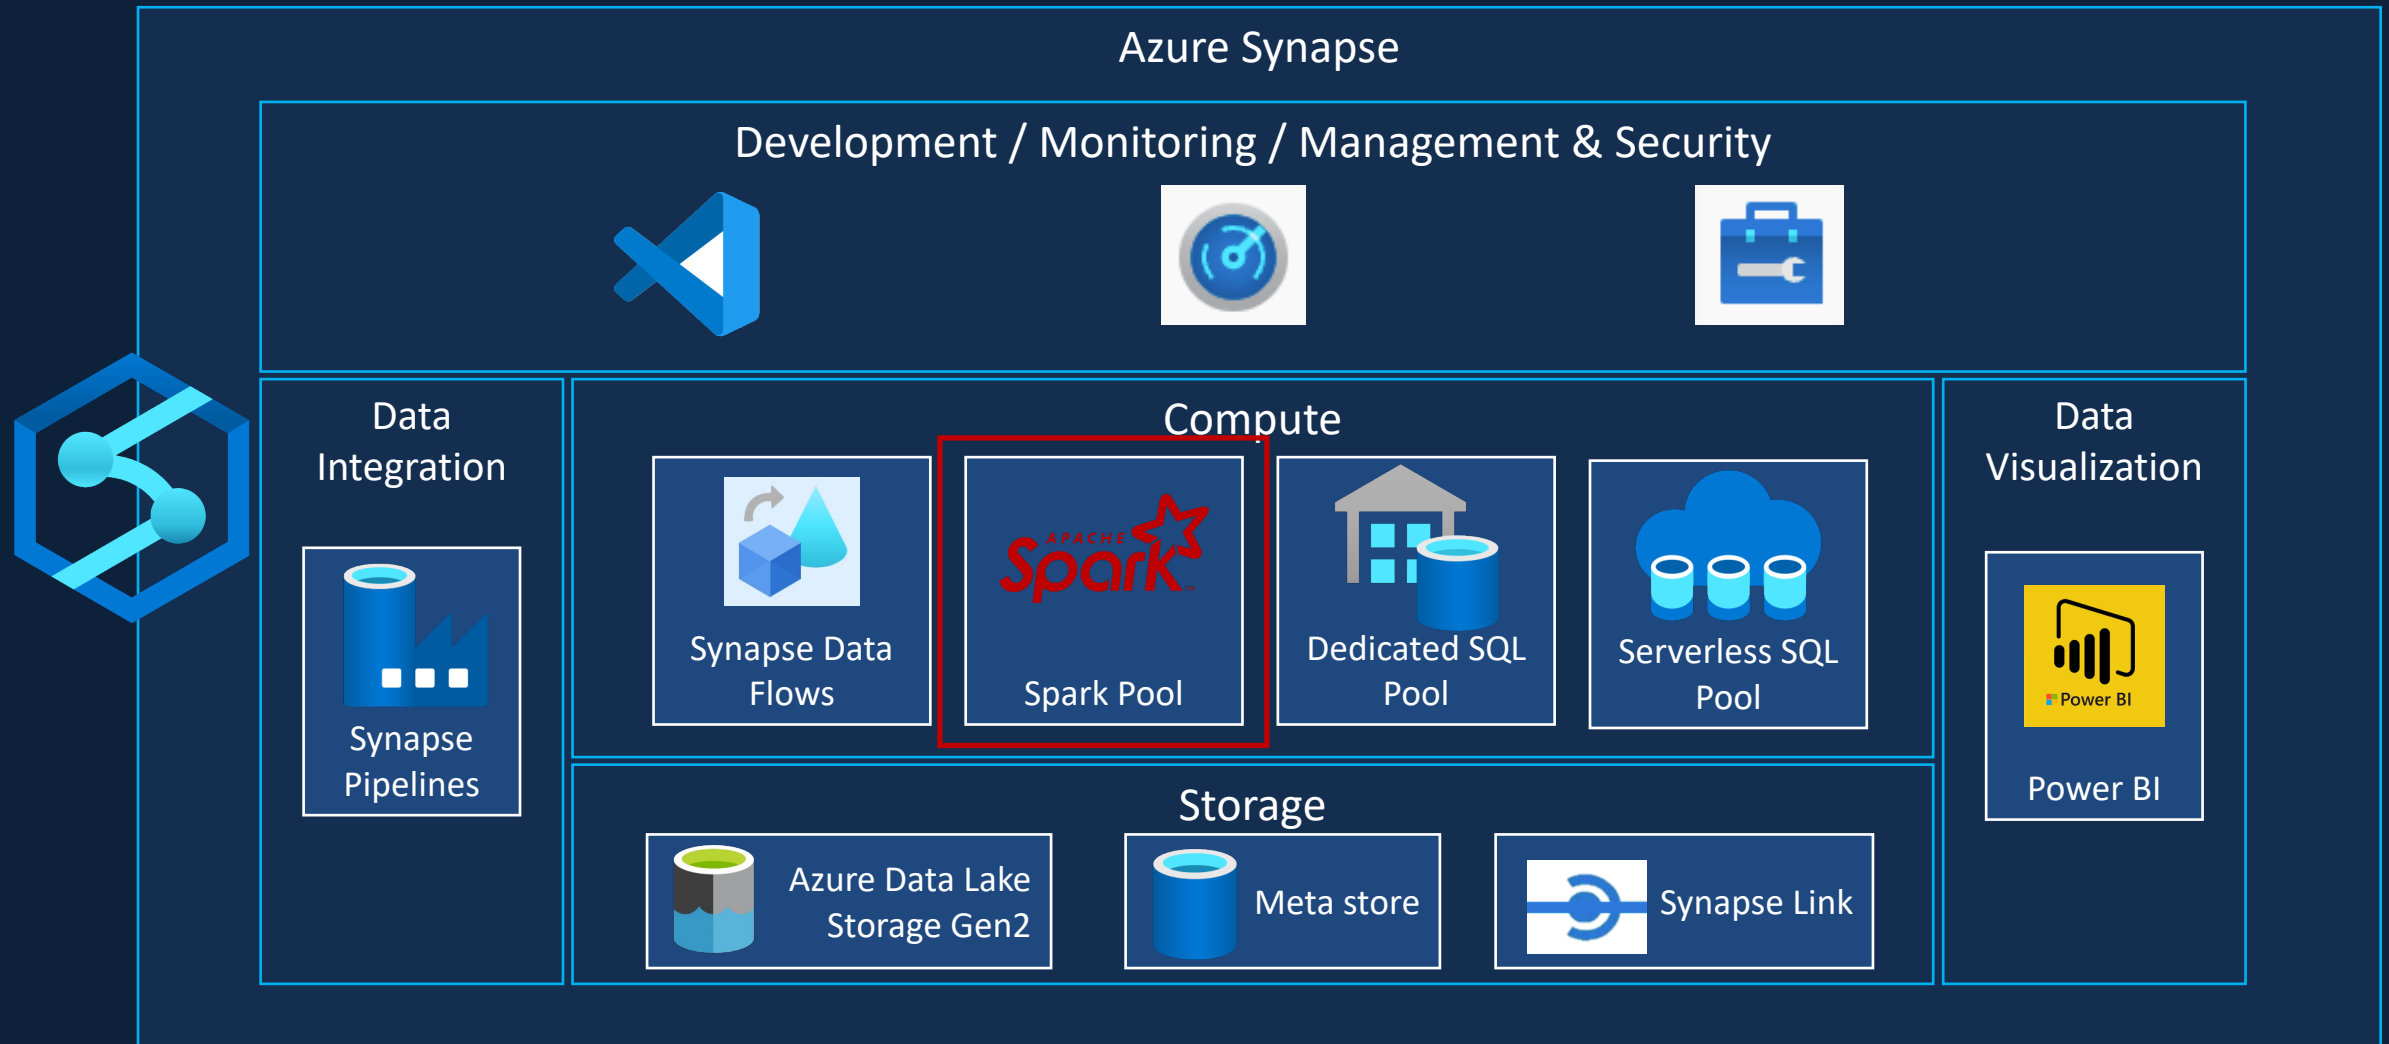 Azure Synapse
Development / Monitoring / Management & Security
Data
Integration
Synapse
Pipelines
Compute
Synapse Data
Flows
APACHE
Spark™
Spark Pool
Dedicated SQL
Pool
Serverless SQL
Pool
Storage
Azure Data Lake
Storage Gen2
Meta store
Synapse Link
Data
Visualization
Power BI
Power BI